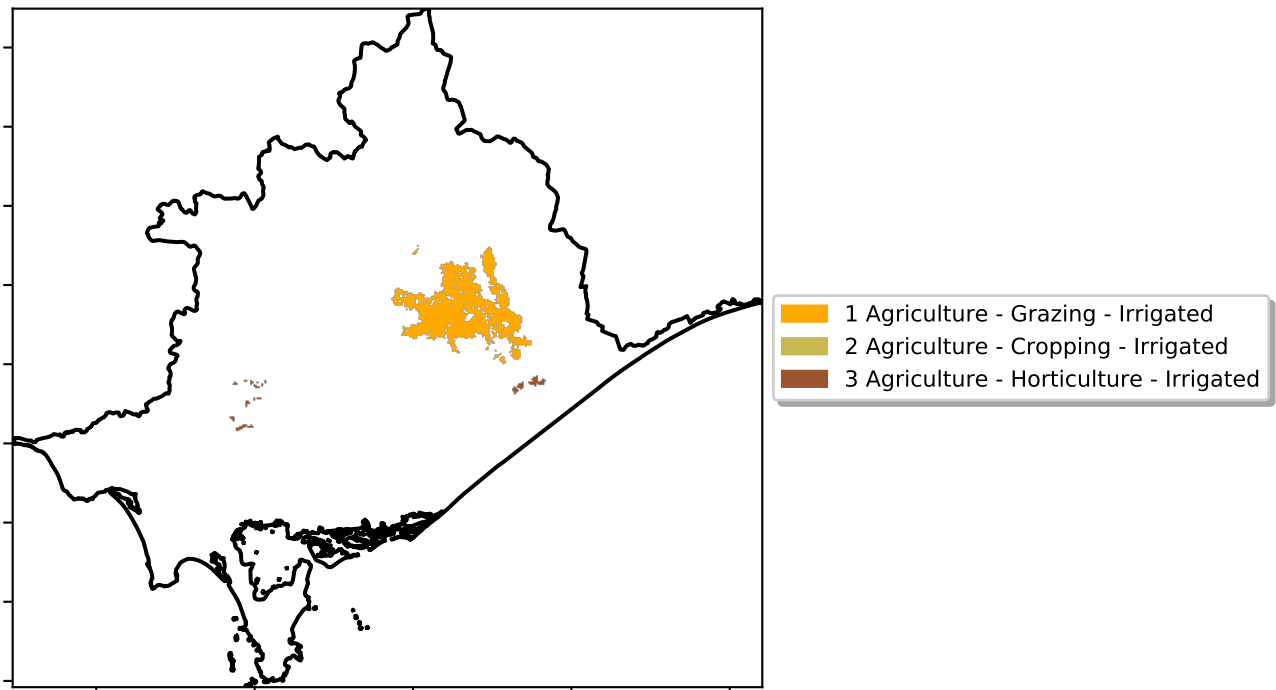 1 Agriculture - Grazing - Irrigated
2 Agriculture - Cropping - Irrigated
3 Agriculture - Horticulture - Irrigated